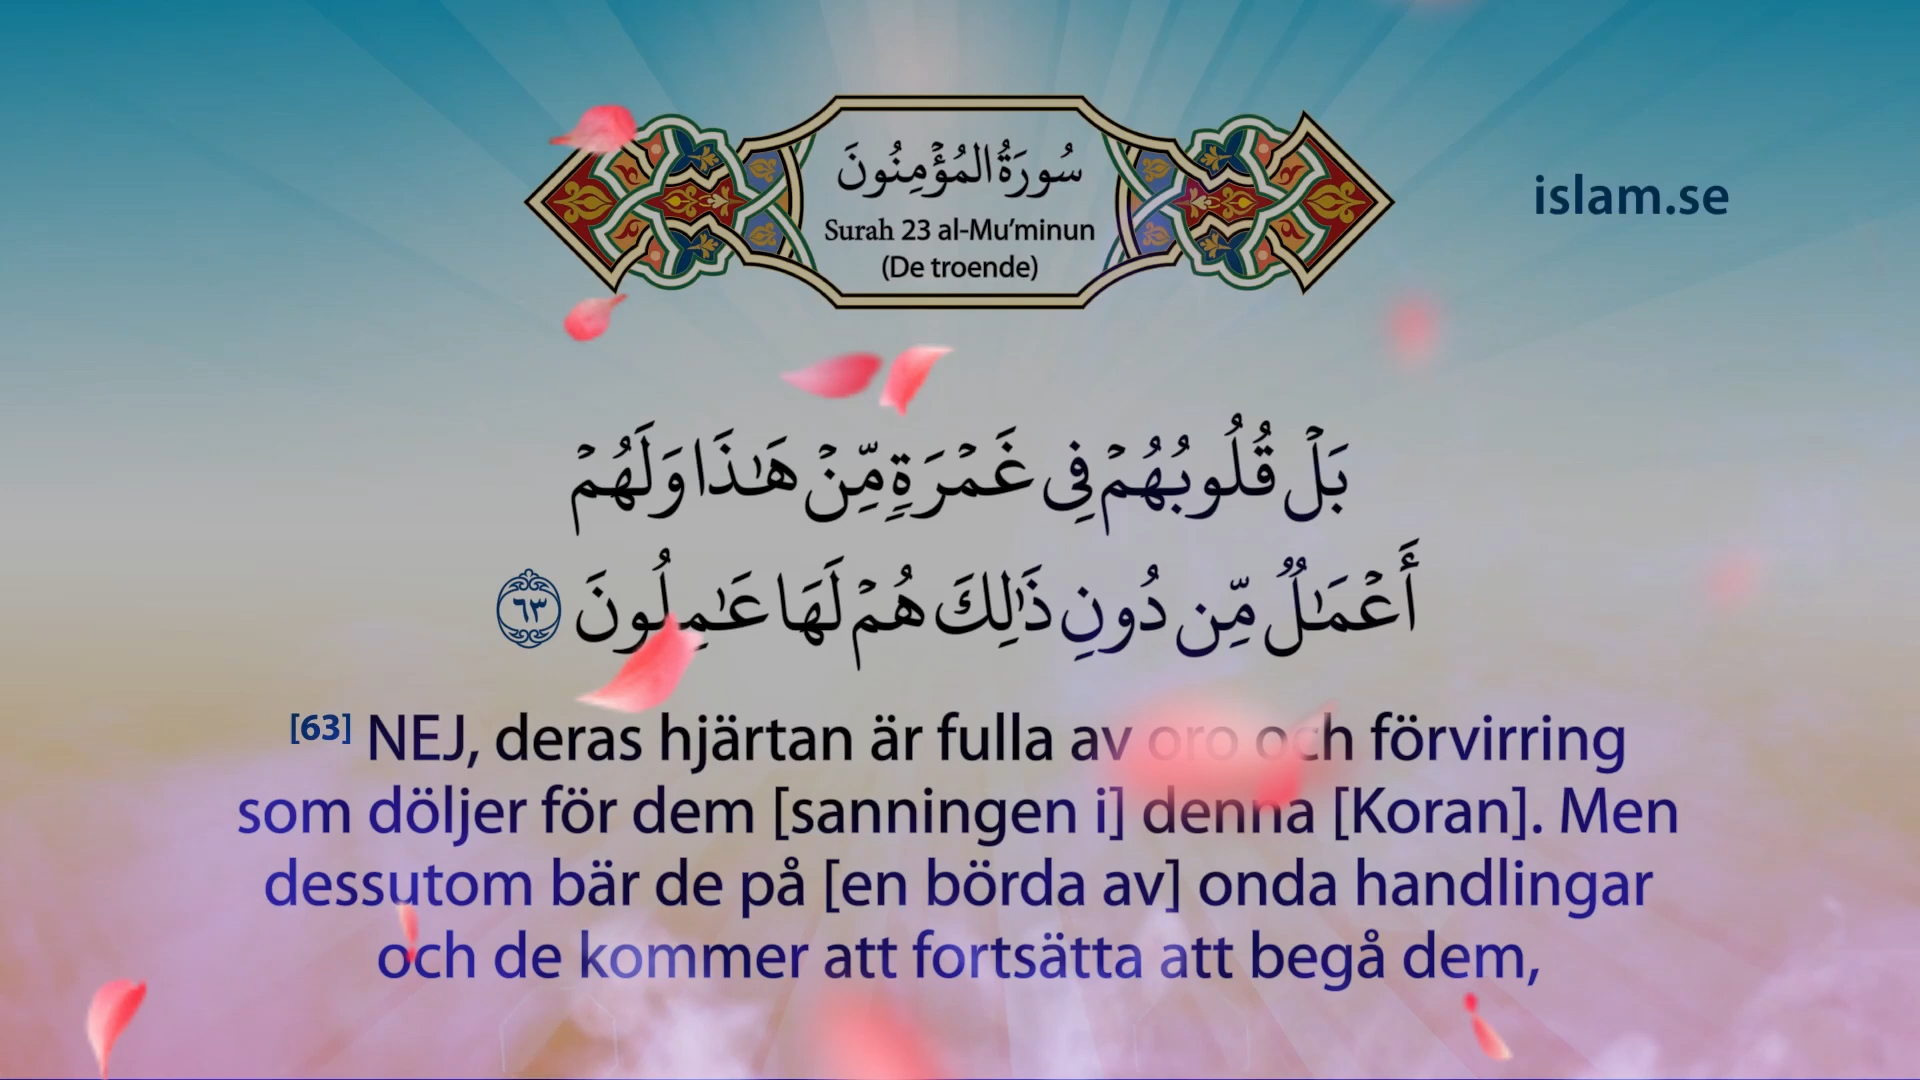 سُورَةُ المُؤۡمِنُونَ
Surah 23 al-Mu’minun
(De troende)
islam.se
بَلۡ قُلُوبُهُمۡ فِي غَمۡرَةٖ مِّنۡ هَٰذَا وَلَهُمۡ
أَعۡمَٰلٞ مِّن دُونِ ذَٰلِكَ هُمۡ لَهَا عَٰمِلُونَ ٦٣
[63] NEJ, deras hjärtan är fulla av oro och förvirring
som döljer för dem [sanningen i] denna [Koran]. Men
dessutom bär de på [en börda av] onda handlingar
och de kommer att fortsätta att begå dem,